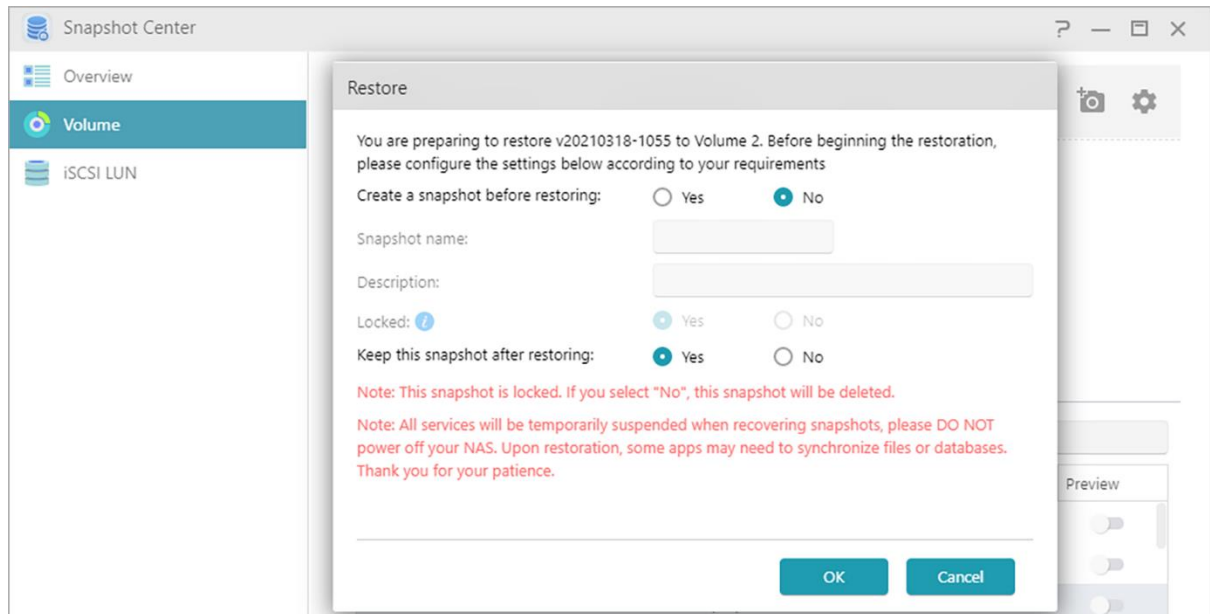 Snapshot Center
Overview
Volume
iSCSI LUN
Restore
You are preparing to restore v20210318-1055 to Volume 2. Before beginning the restoration,
please configure the settings below according to your requirements
Create a snapshot before restoring: Yes No
Snapshot name:
Description:
Locked: Yes No
Keep this snapshot after restoring: Yes No
Note: This snapshot is locked. If you select "No", this snapshot will be deleted.
Note: All services will be temporarily suspended when recovering snapshots, please DO NOT
power off your NAS. Upon restoration, some apps may need to synchronize files or databases.
Thank you for your patience.
Preview
OK Cancel